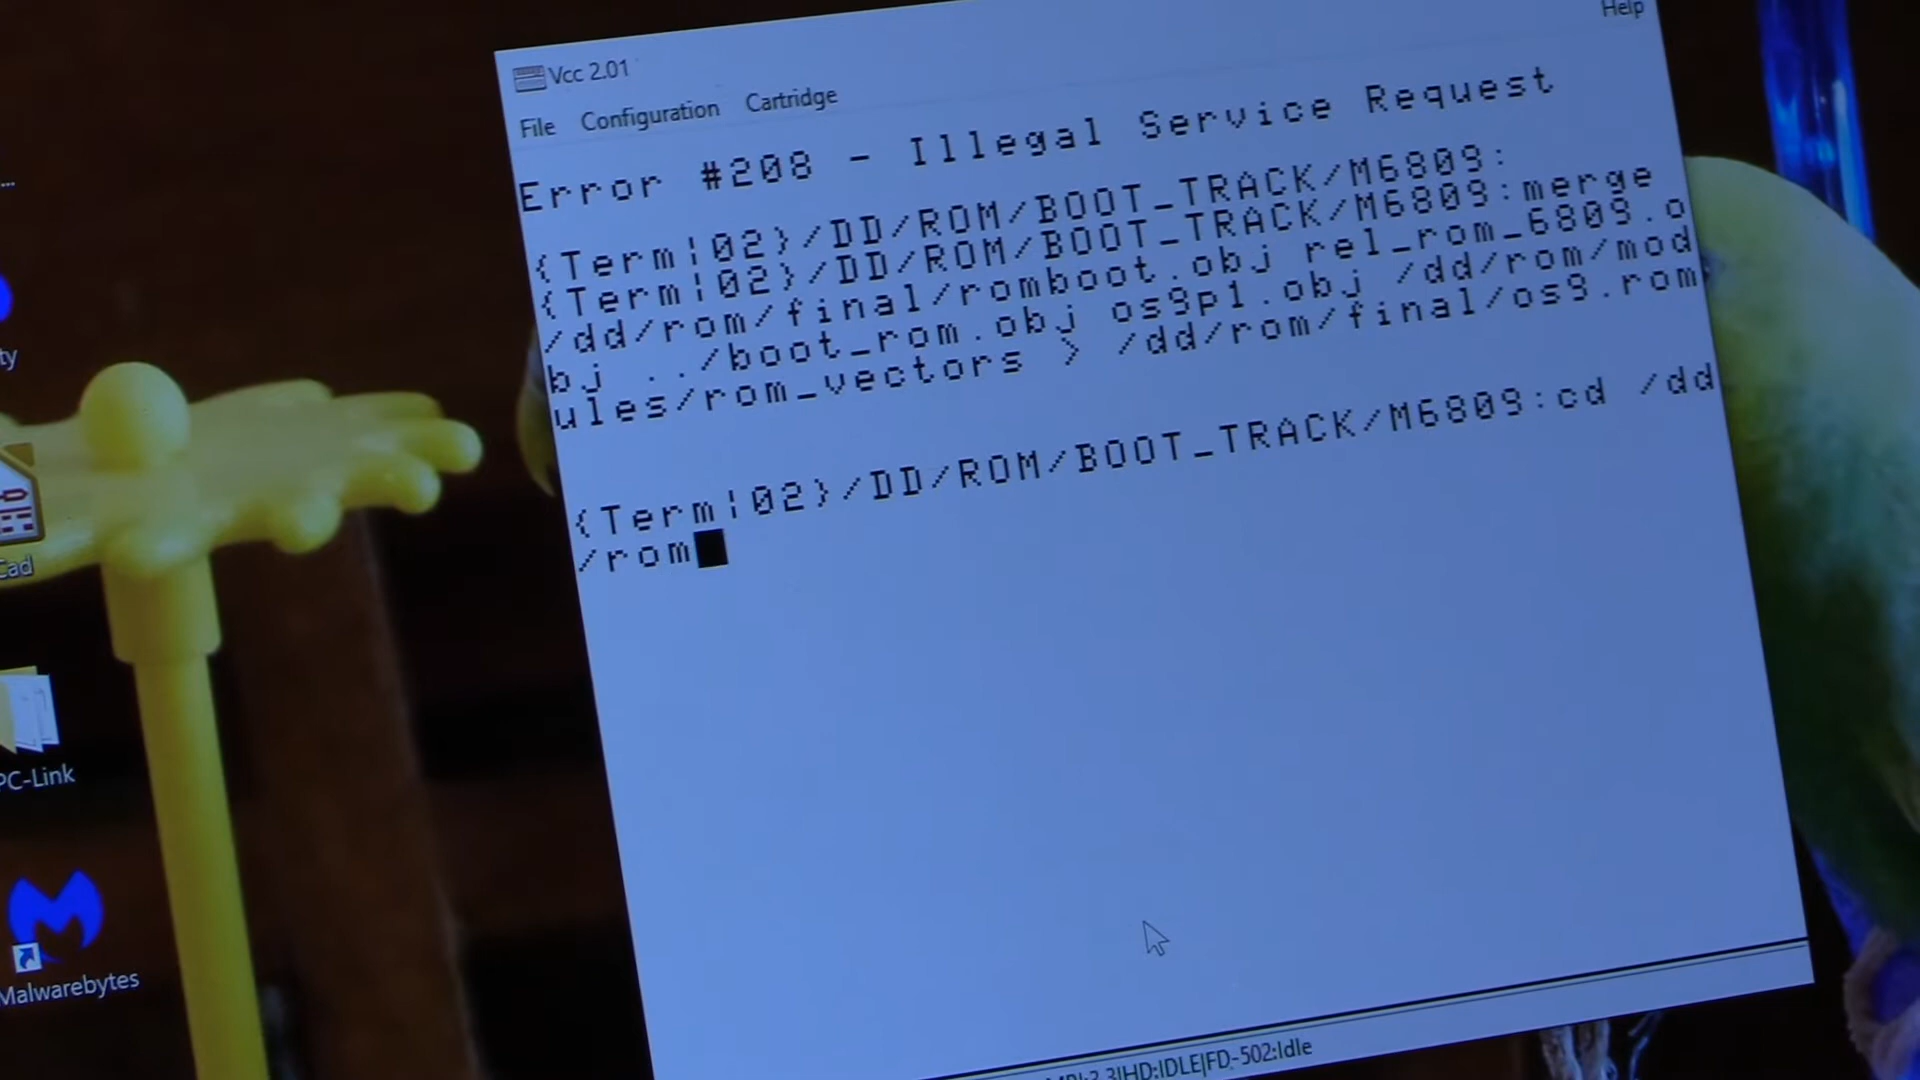 Help
Vcc 2.01
File Configuration Cartridge
Error #208 - Illegal Service Request
{Term|02}/DD/ROM/BOOT_TRACK/M6809:
{Term|02}/DD/ROM/BOOT_TRACK/M6809:merge
/dd/rom/final/romboot.obj rel_rom_6809.o
bj ../boot_rom.obj os9p1.obj /dd/rom/mod
ules/rom_vectors > /dd/rom/final/os9.rom
{Term|02}/DD/ROM/BOOT_TRACK/M6809:cd /dd
/rom
...
ty
Cad
PC-Link
Malwarebytes
HD:IDLE|FD-502:Idle